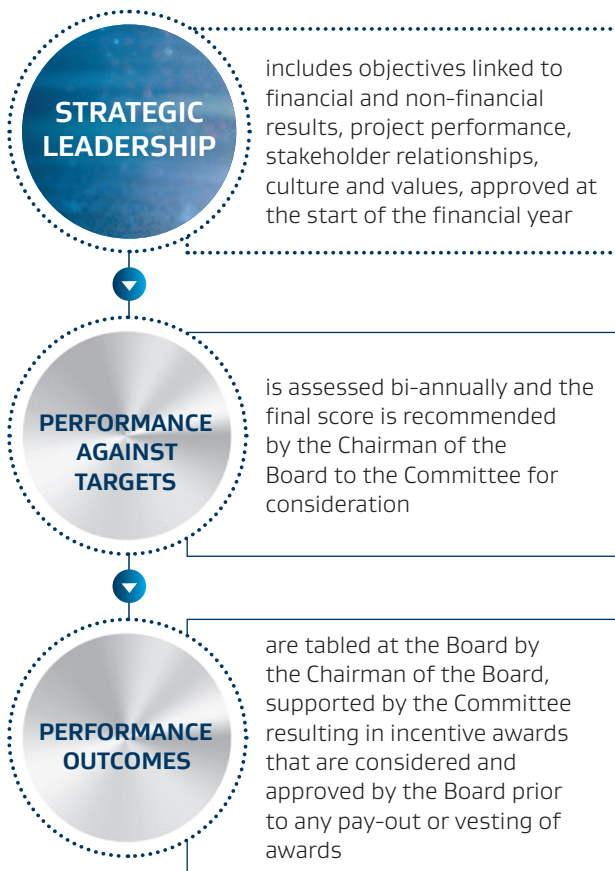 STRATEGIC
LEADERSHIP
includes objectives linked to
financial and non-financial
results, project performance,
stakeholder relationships,
culture and values, approved at
the start of the financial year
PERFORMANCE
AGAINST
TARGETS
is assessed bi-annually and the
final score is recommended
by the Chairman of the
Board to the Committee for
consideration
PERFORMANCE
OUTCOMES
are tabled at the Board by
the Chairman of the Board,
supported by the Committee
resulting in incentive awards
that are considered and
approved by the Board prior
to any pay-out or vesting of
awards